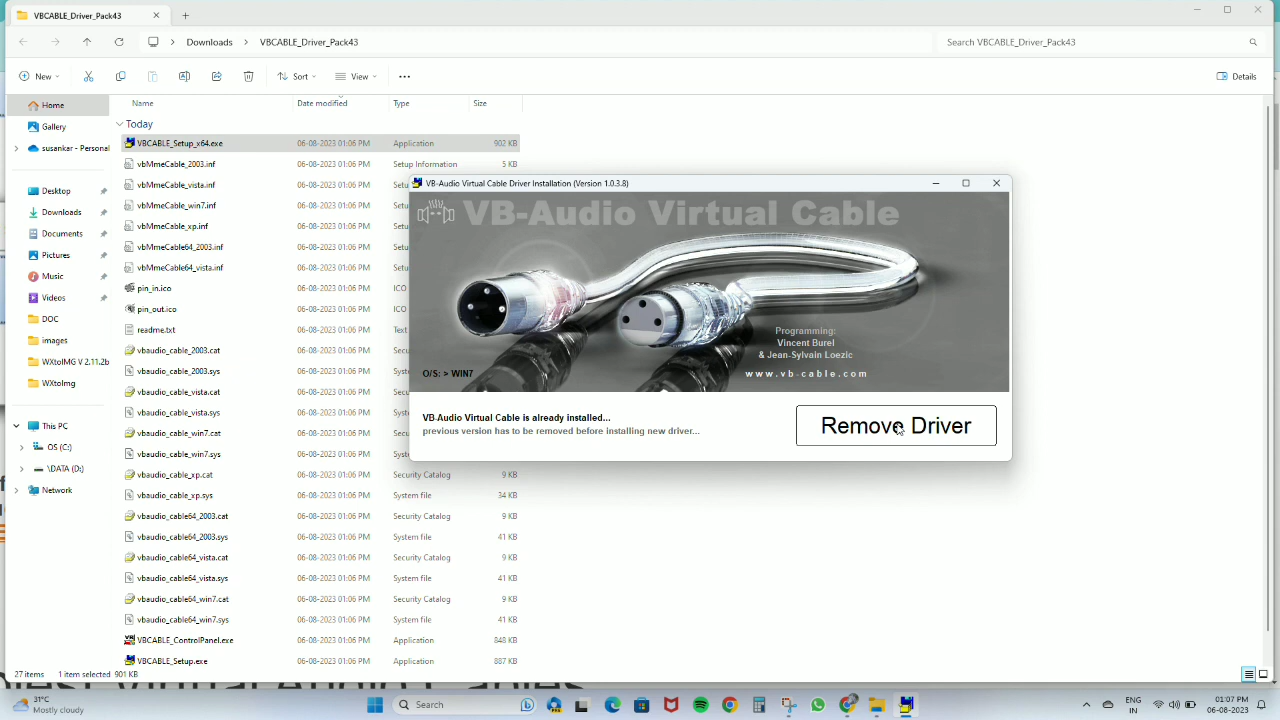 VBCABLE_Driver_Pack43
Downloads > VBCABLE_Driver_Pack43
Search VBCABLE_Driver_Pack43
New
Sort
View
Details
Home
Gallery
susankar - Personal
Desktop
Downloads
Documents
Pictures
Music
Videos
DOC
images
WXtoIMG V 2.11.2b
WXtoImg
This PC
OS (C:)
\DATA (D:)
Network
Name Date modified Type Size
Today
VBCABLE_Setup_x64.exe 06-08-2023 01:06 PM Application 902 KB
vbMmeCable_2003.inf 06-08-2023 01:06 PM Setup Information 5 KB
vbMmeCable_vista.inf 06-08-2023 01:06 PM Setu
vbMmeCable_win7.inf 06-08-2023 01:06 PM Setu
vbMmeCable_xp.inf 06-08-2023 01:06 PM Setu
vbMmeCable64_2003.inf 06-08-2023 01:06 PM Setu
vbMmeCable64_vista.inf 06-08-2023 01:06 PM Setu
pin_in.ico 06-08-2023 01:06 PM ICO
pin_out.ico 06-08-2023 01:06 PM ICO
readme.txt 06-08-2023 01:06 PM Text
vbaudio_cable_2003.cat 06-08-2023 01:06 PM Secu
vbaudio_cable_2003.sys 06-08-2023 01:06 PM Syst
vbaudio_cable_vista.cat 06-08-2023 01:06 PM Secu
vbaudio_cable_vista.sys 06-08-2023 01:06 PM Syst
vbaudio_cable_win7.cat 06-08-2023 01:06 PM Secu
vbaudio_cable_win7.sys 06-08-2023 01:06 PM Syst
vbaudio_cable_xp.cat 06-08-2023 01:06 PM Security Catalog 9 KB
vbaudio_cable_xp.sys 06-08-2023 01:06 PM System file 34 KB
vbaudio_cable64_2003.cat 06-08-2023 01:06 PM Security Catalog 9 KB
vbaudio_cable64_2003.sys 06-08-2023 01:06 PM System file 41 KB
vbaudio_cable64_vista.cat 06-08-2023 01:06 PM Security Catalog 9 KB
vbaudio_cable64_vista.sys 06-08-2023 01:06 PM System file 41 KB
vbaudio_cable64_win7.cat 06-08-2023 01:06 PM Security Catalog 9 KB
vbaudio_cable64_win7.sys 06-08-2023 01:06 PM System file 41 KB
VBCABLE_ControlPanel.exe 06-08-2023 01:06 PM Application 848 KB
VBCABLE_Setup.exe 06-08-2023 01:06 PM Application 887 KB
VB-Audio Virtual Cable Driver Installation (Version 1.0.3.8)
VB-Audio Virtual Cable
Programming:
Vincent Burel
& Jean-Sylvain Loezic
www.vb-cable.com
O/S: > WIN7
VB-Audio Virtual Cable is already installed...
previous version has to be removed before installing new driver...
Remove Driver
27 items 1 item selected 901 KB
31°C
Mostly cloudy
Search
ENG
IN
01:07 PM
06-08-2023